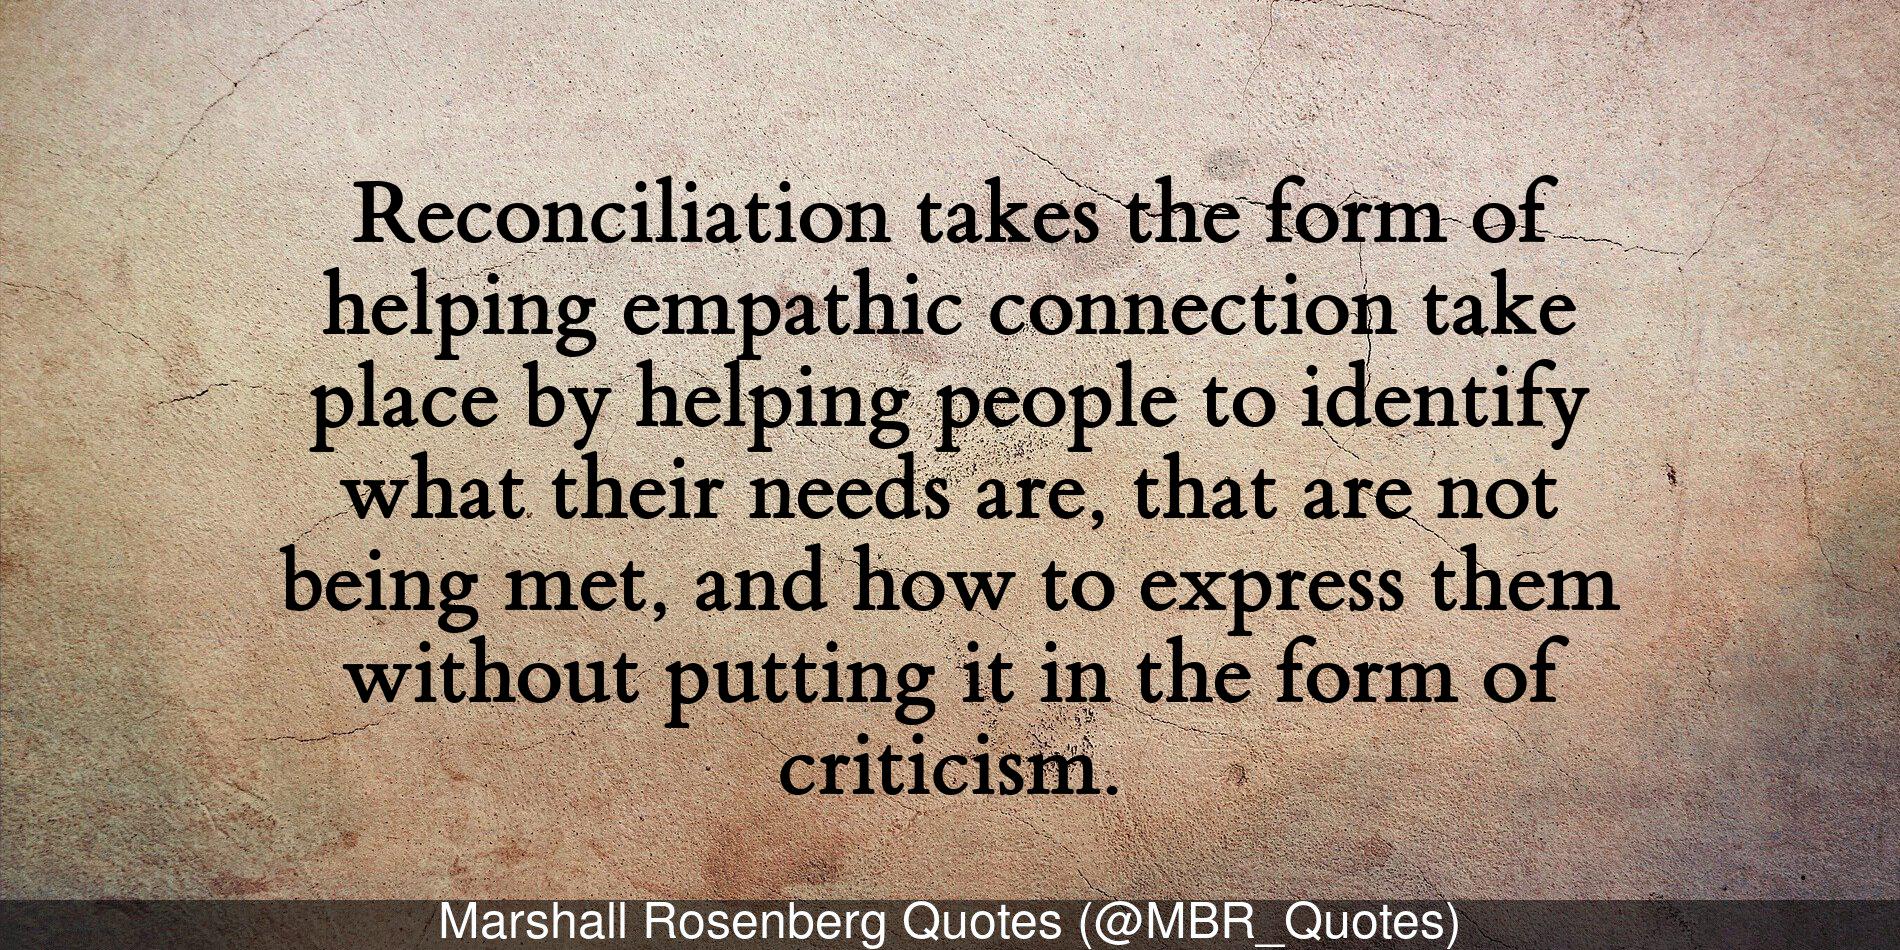 Reconciliation takes the form of
helping empathic connection take
place by helping people to identify
what their needs are, that are not
being met, and how to express them
without putting it in the form of
criticism.
Marshall Rosenberg Quotes (@MBR_Quotes)